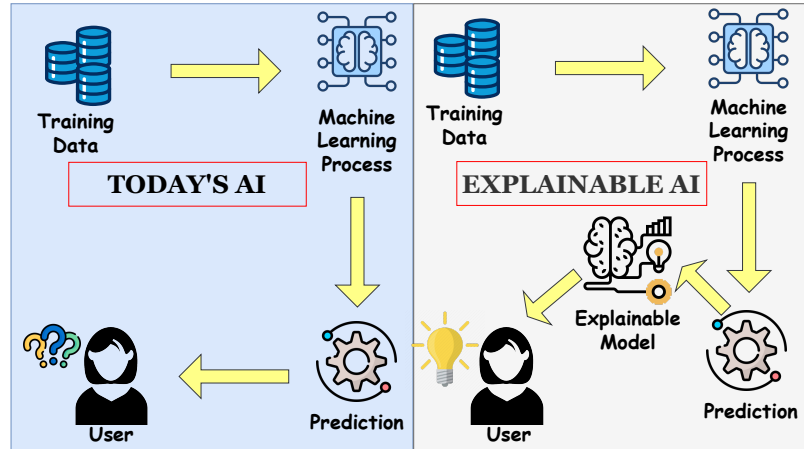 Training
Data
Machine
Learning
Process
TODAY'S AI
User
Prediction
Training
Data
Machine
Learning
Process
EXPLAINABLE AI
Explainable
Model
User
Prediction